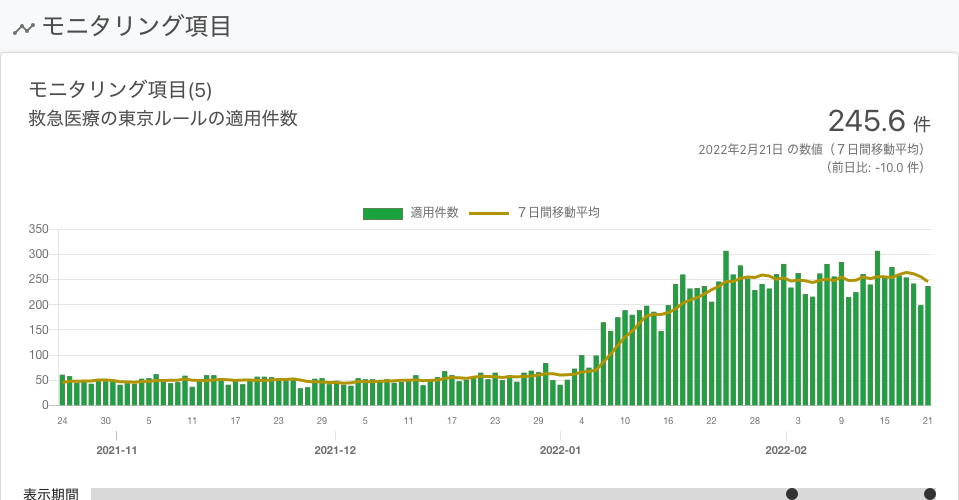 モニタリング項目
モニタリング項目(5)
救急医療の東京ルールの適用件数
245.6 件
2022年2月21日 の数値（７日間移動平均）
（前日比: -10.0 件）
適用件数 ７日間移動平均
350
300
250
200
150
100
50
0
24 30 5 11 17 23 29 5 11 17 23 29 4 10 16 22 28 3 9 15 21
2021-11 2021-12 2022-01 2022-02
表示期間